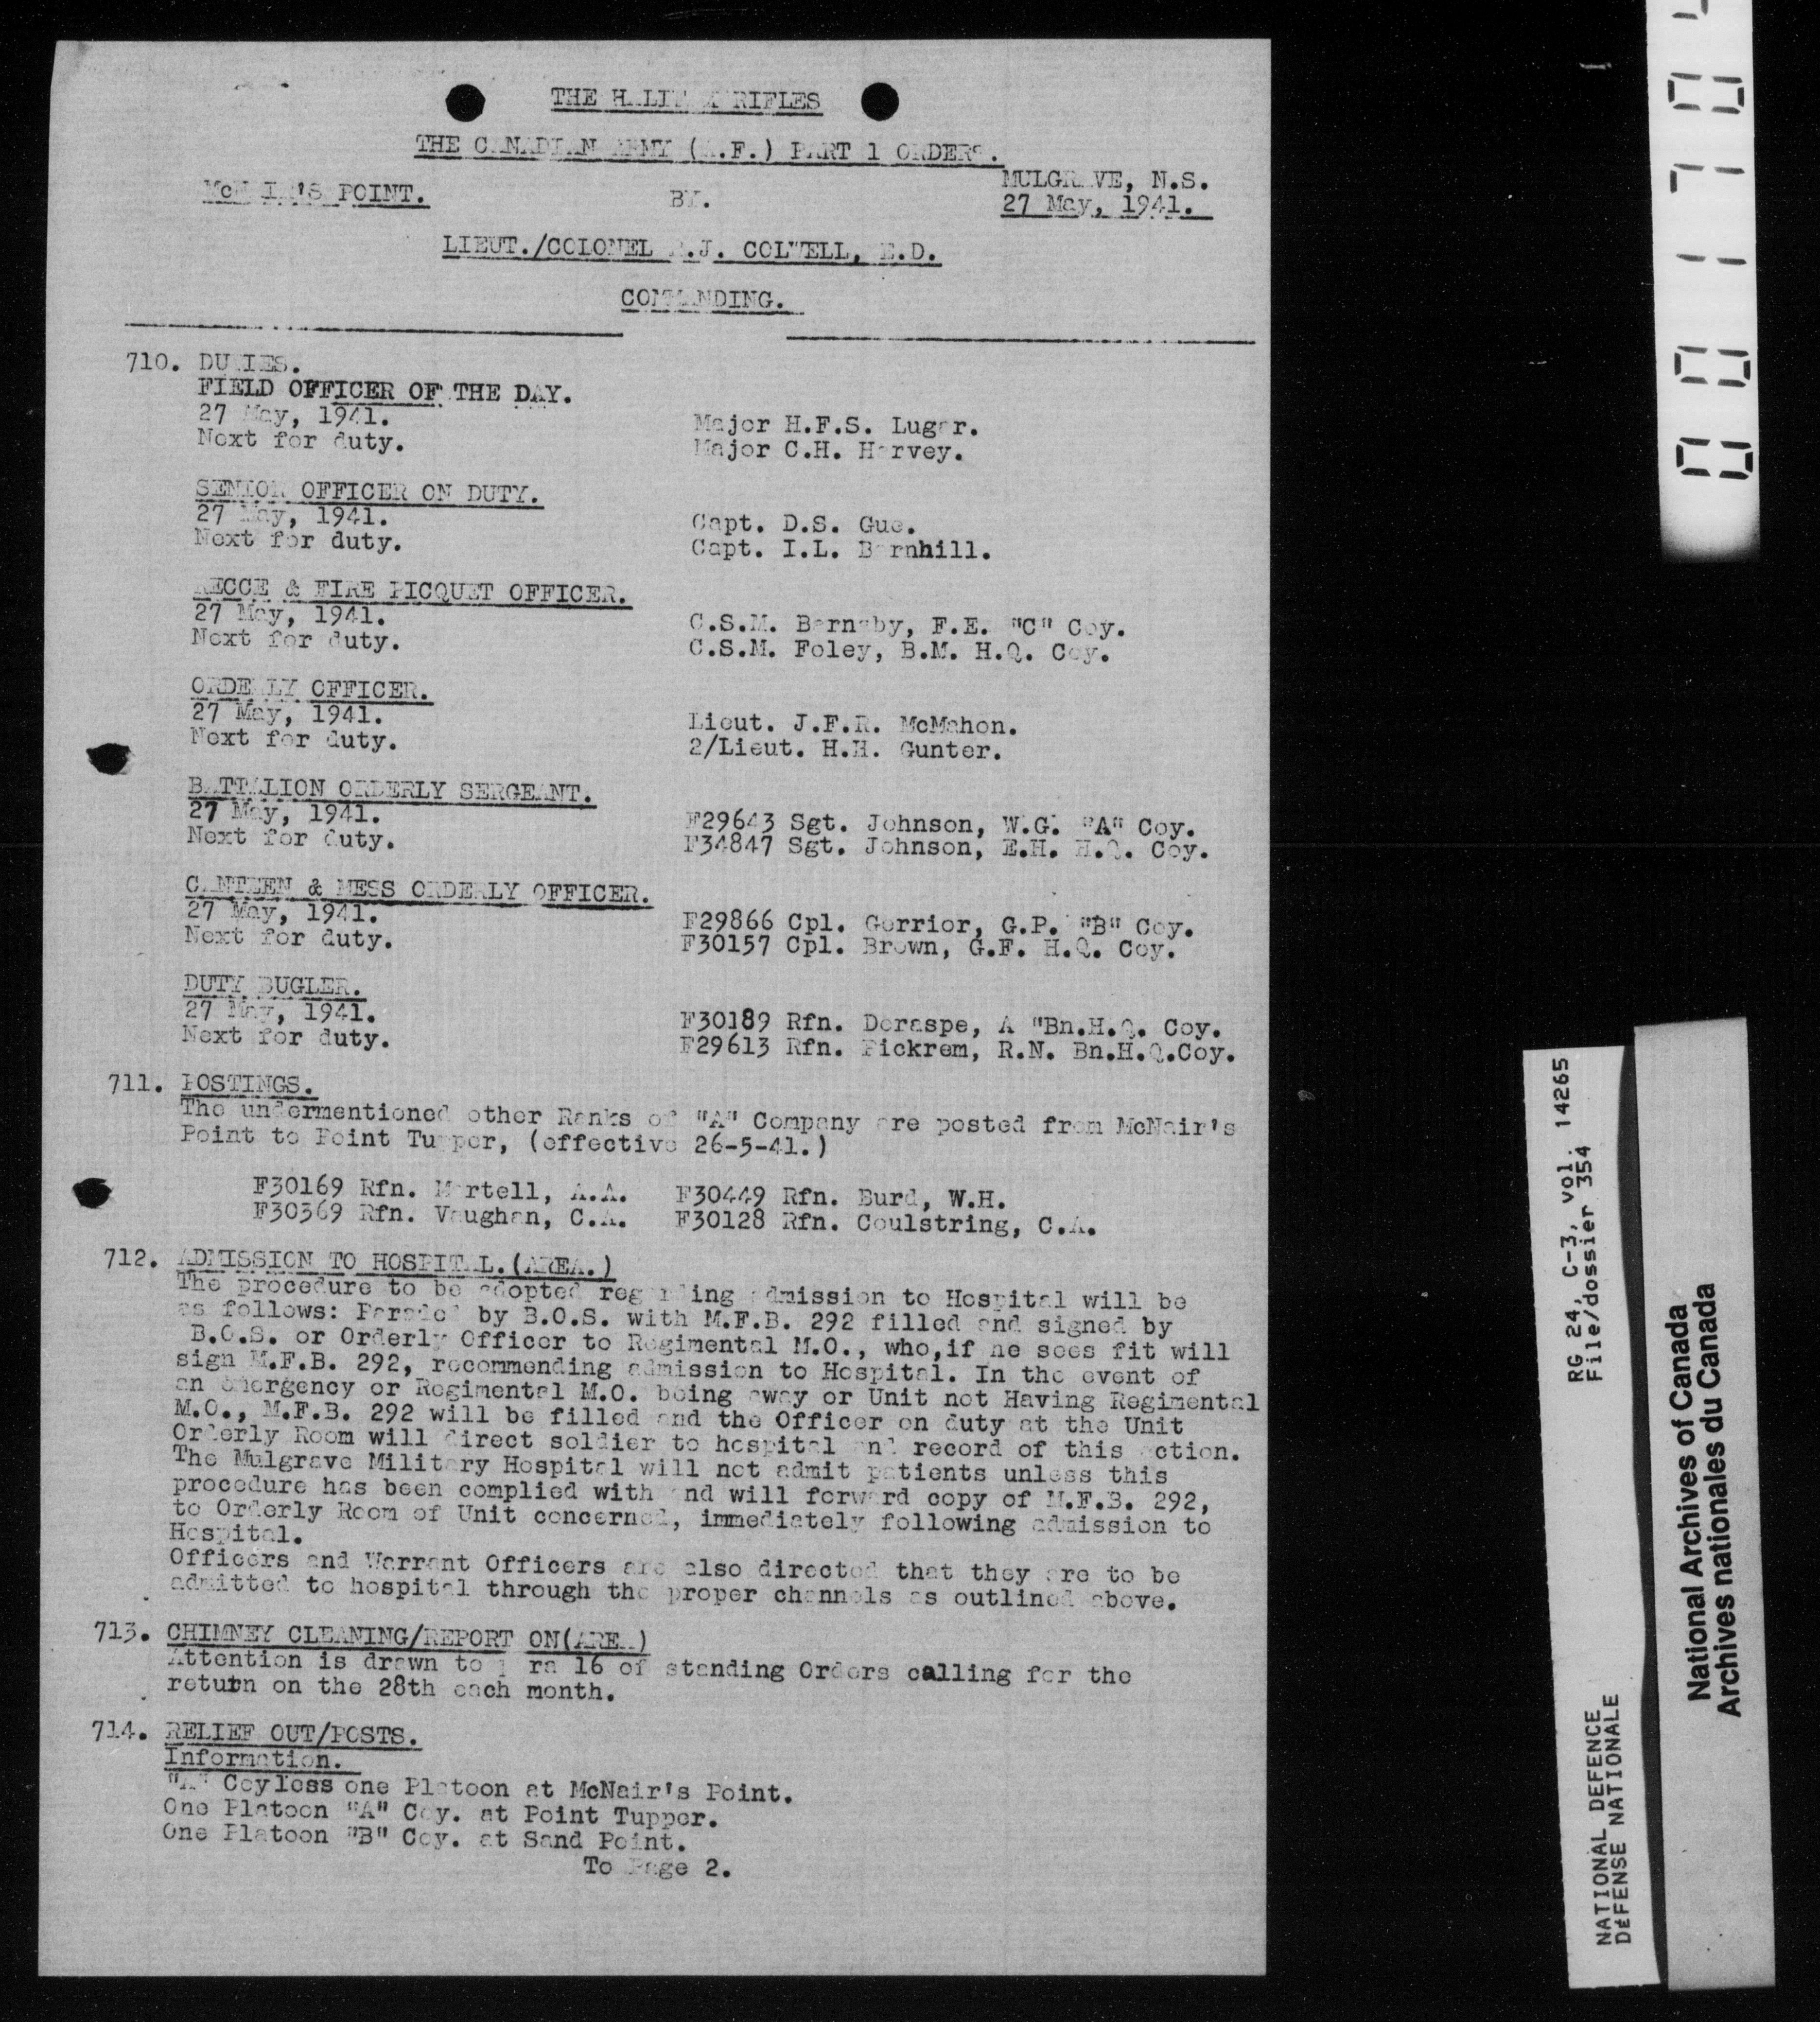 THE HALIFAX RIFLES
THE CANADIAN ARMY (A.F.) PART 1 ORDERS.
McNAIR'S POINT. BY. MULGRAVE, N.S.
27 May, 1941.
LIEUT./COLONEL .J. COLWELL, E.D.
COMMANDING.
710. DUTIES.
FIELD OFFICER OF THE DAY.
27 May, 1941. Major H.F.S. Lugar.
Next for duty. Major C.H. Harvey.
SENIOR OFFICER ON DUTY.
27 May, 1941. Capt. D.S. Gue.
Next for duty. Capt. I.L. Barnhill.
RECCE & FIRE PICQUET OFFICER.
27 May, 1941. C.S.M. Barnaby, F.E. "C" Coy.
Next for duty. C.S.M. Foley, B.M. H.Q. Coy.
ORDERLY OFFICER.
27 May, 1941. Lieut. J.F.R. McMahon.
Next for duty. 2/Lieut. H.H. Gunter.
BATTALION ORDERLY SERGEANT.
27 May, 1941. F29643 Sgt. Johnson, W.G. "A" Coy.
Next for duty. F34847 Sgt. Johnson, E.H. H.Q. Coy.
CANTEEN & MESS ORDERLY OFFICER.
27 May, 1941. F29866 Cpl. Gerrior, G.P. "B" Coy.
Next for duty. F30157 Cpl. Brown, G.F. H.Q. Coy.
DUTY BUGLER.
27 May, 1941. F30189 Rfn. Deraspe, A "Bn.H.Q. Coy.
Next for duty. F29613 Rfn. Pickrem, R.N. Bn.H.Q.Coy.
711. POSTINGS.
The undermentioned other Ranks of "A" Company are posted from McNair's
Point to Point Tupper, (effective 26-5-41.)
F30169 Rfn. Martell, A.A. F30449 Rfn. Burd, W.H.
F30369 Rfn. Vaughan, C.A. F30128 Rfn. Coulstring, C.A.
712. ADMISSION TO HOSPITAL.(AREA.)
The procedure to be adopted regarding admission to Hospital will be
as follows: Paraded by B.O.S. with M.F.B. 292 filled and signed by
B.O.S. or Orderly Officer to Regimental M.O., who,if he sees fit will
sign M.F.B. 292, recommending admission to Hospital. In the event of
an emergency or Regimental M.O. being away or Unit not Having Regimental
M.O., M.F.B. 292 will be filled and the Officer on duty at the Unit
Orderly Room will direct soldier to hospital and record of this action.
The Mulgrave Military Hospital will not admit patients unless this
procedure has been complied with and will forward copy of M.F.B. 292,
to Orderly Room of Unit concerned, immediately following admission to
Hospital.
Officers and Warrant Officers are also directed that they are to be
admitted to hospital through the proper channels as outlined above.
713. CHIMNEY CLEANING/REPORT ON(AREA)
Attention is drawn to para 16 of standing Orders calling for the
return on the 28th each month.
714. RELIEF OUT/POSTS.
Information.
"A" Coyless one Platoon at McNair's Point.
One Platoon "A" Coy. at Point Tupper.
One Platoon "B" Coy. at Sand Point.
To Page 2.
NATIONAL DEFENCE RG 24, C-3, vol. 14265
DÉFENSE NATIONALE File/dossier 354
National Archives of Canada
Archives nationales du Canada